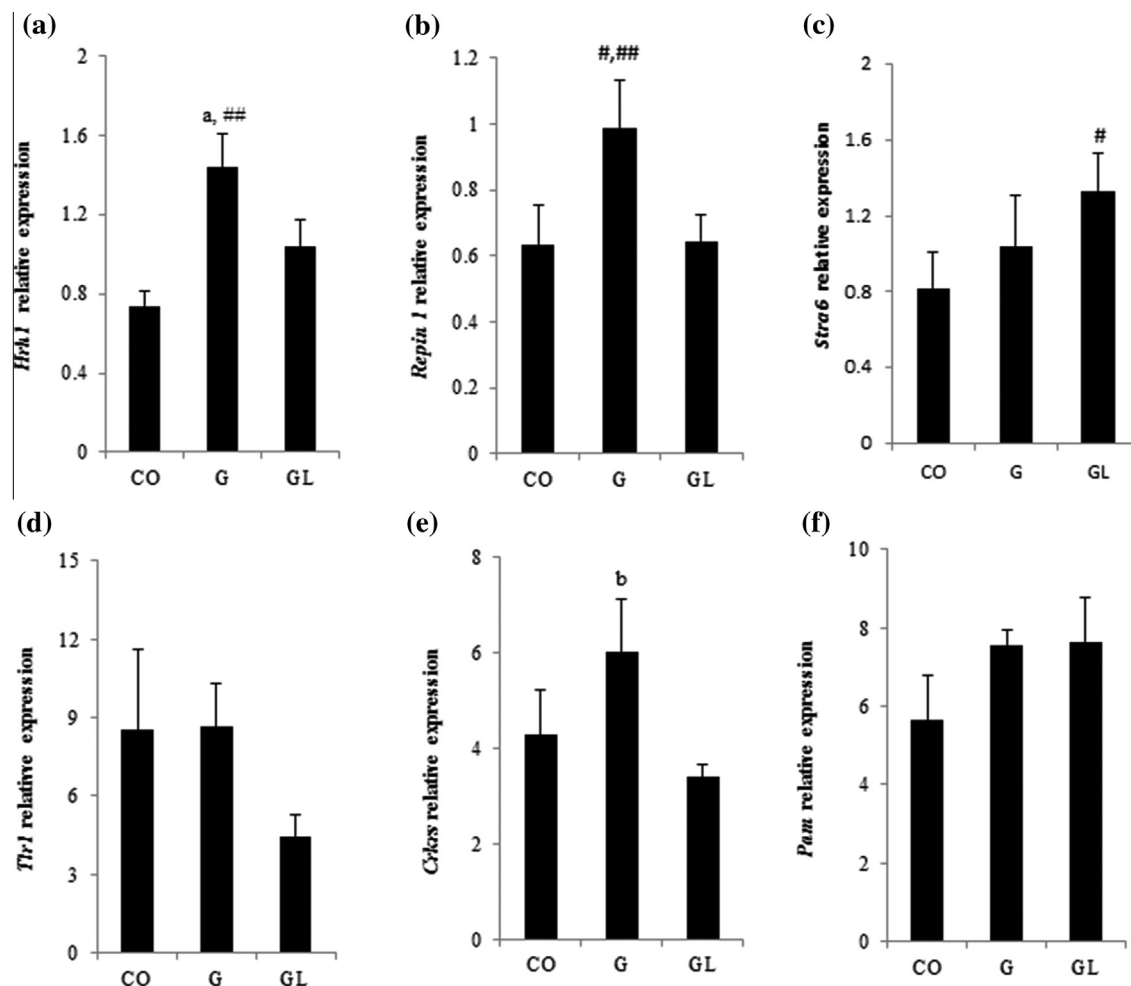 (a)
Hrh1 relative expression
2
1.6
1.2
0.8
0.4
0
a, ##
CO G GL
(b)
Repin 1 relative expression
1.2
1
0.8
0.6
0.4
0.2
0
#,##
CO G GL
(c)
Stra6 relative expression
2
1.6
1.2
0.8
0.4
0
#
CO G GL
(d)
Tlr1 relative expression
15
12
9
6
3
0
CO G GL
(e)
Crkrs relative expression
8
6
4
2
0
b
CO G GL
(f)
Pam relative expression
10
8
6
4
2
0
CO G GL